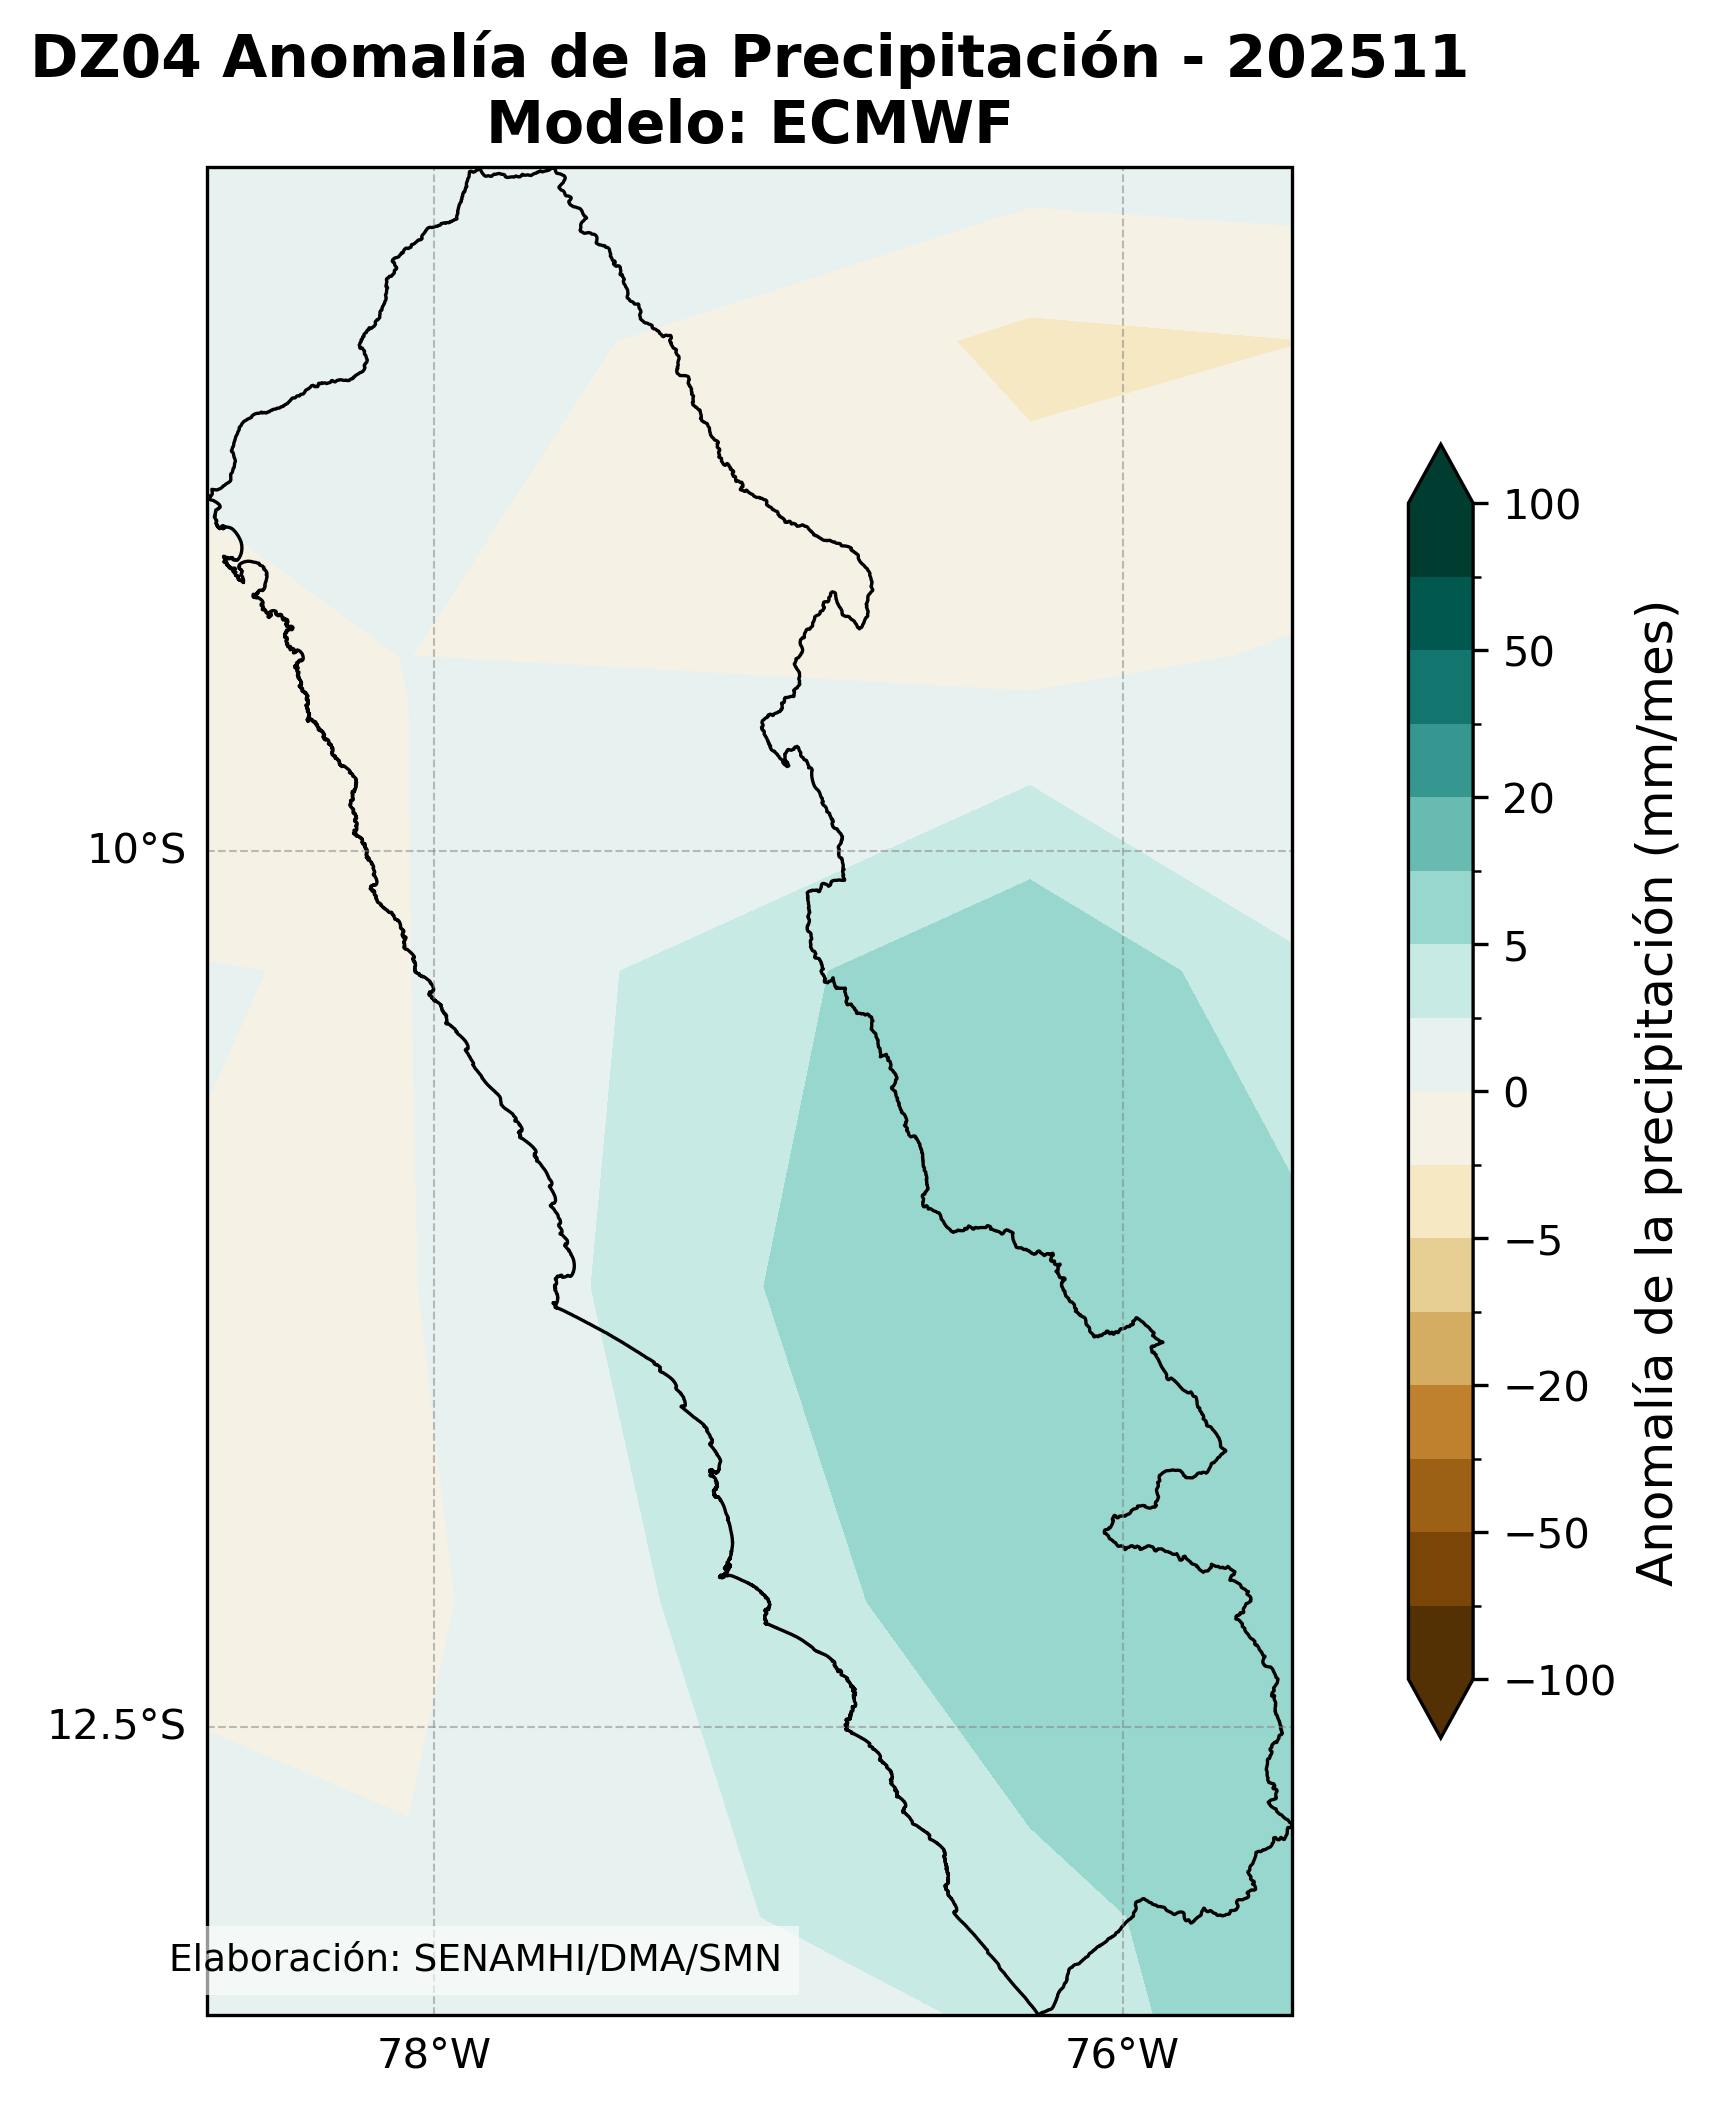 DZ04 Anomalía de la Precipitación - 202511
Modelo: ECMWF
100
50
20
5
0
−5
−20
−50
−100
Anomalía de la precipitación (mm/mes)
10°S
12.5°S
Elaboración: SENAMHI/DMA/SMN
78°W
76°W